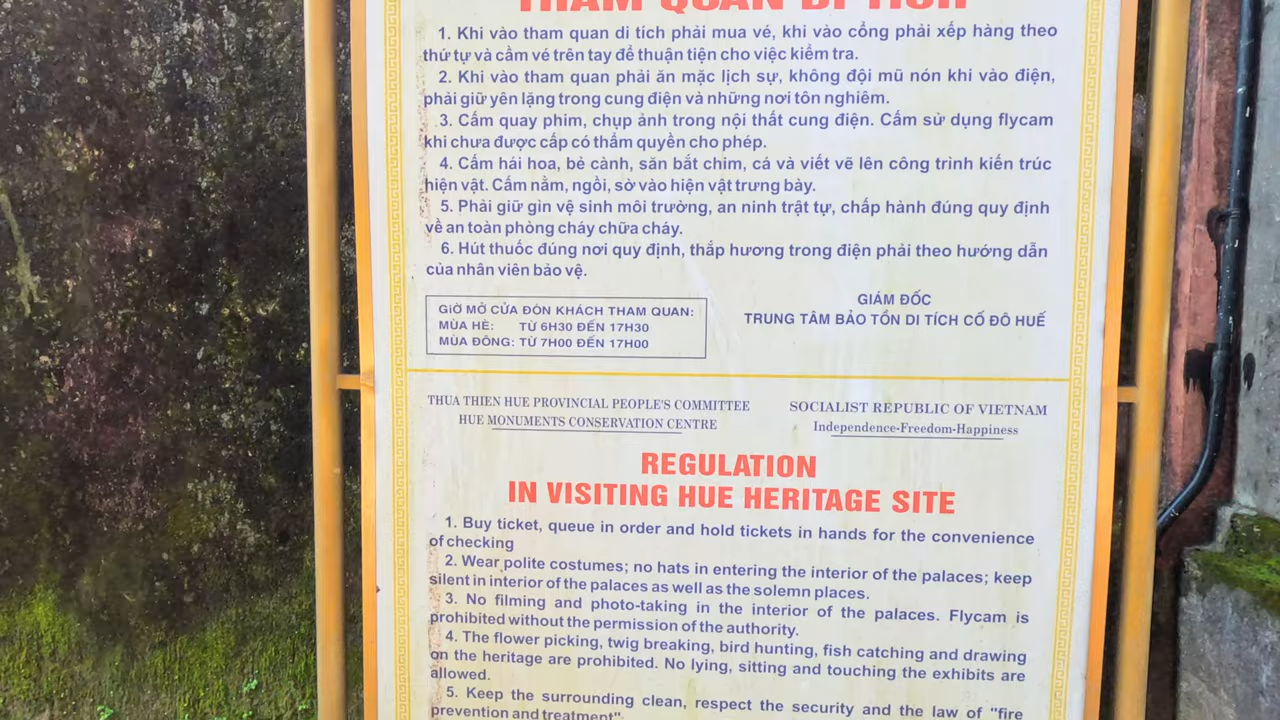 THAM QUAN DI TÍCH
1. Khi vào tham quan di tích phải mua vé, khi vào cổng phải xếp hàng theo
thứ tự và cầm vé trên tay để thuận tiện cho việc kiểm tra.
2. Khi vào tham quan phải ăn mặc lịch sự, không đội mũ nón khi vào điện,
phải giữ yên lặng trong cung điện và những nơi tôn nghiêm.
3. Cấm quay phim, chụp ảnh trong nội thất cung điện. Cấm sử dụng flycam
khi chưa được cấp có thẩm quyền cho phép.
4. Cấm hái hoa, bẻ cành, săn bắt chim, cá và viết vẽ lên công trình kiến trúc
hiện vật. Cấm nằm, ngồi, sờ vào hiện vật trưng bày.
5. Phải giữ gìn vệ sinh môi trường, an ninh trật tự, chấp hành đúng quy định
về an toàn phòng cháy chữa cháy.
6. Hút thuốc đúng nơi quy định, thắp hương trong điện phải theo hướng dẫn
của nhân viên bảo vệ.
GIỜ MỞ CỬA ĐÓN KHÁCH THAM QUAN:
MÙA HÈ: TỪ 6H30 ĐẾN 17H30
MÙA ĐÔNG: TỪ 7H00 ĐẾN 17H00
GIÁM ĐỐC
TRUNG TÂM BẢO TỒN DI TÍCH CỐ ĐÔ HUẾ
THUA THIEN HUE PROVINCIAL PEOPLE'S COMMITTEE
HUE MONUMENTS CONSERVATION CENTRE
SOCIALIST REPUBLIC OF VIETNAM
Independence-Freedom-Happiness
REGULATION
IN VISITING HUE HERITAGE SITE
1. Buy ticket, queue in order and hold tickets in hands for the convenience
of checking
2. Wear polite costumes; no hats in entering the interior of the palaces; keep
silent in interior of the palaces as well as the solemn places.
3. No filming and photo-taking in the interior of the palaces. Flycam is
prohibited without the permission of the authority.
4. The flower picking, twig breaking, bird hunting, fish catching and drawing
on the heritage are prohibited. No lying, sitting and touching the exhibits are
allowed.
5. Keep the surrounding clean, respect the security and the law of "fire
prevention and treatment".